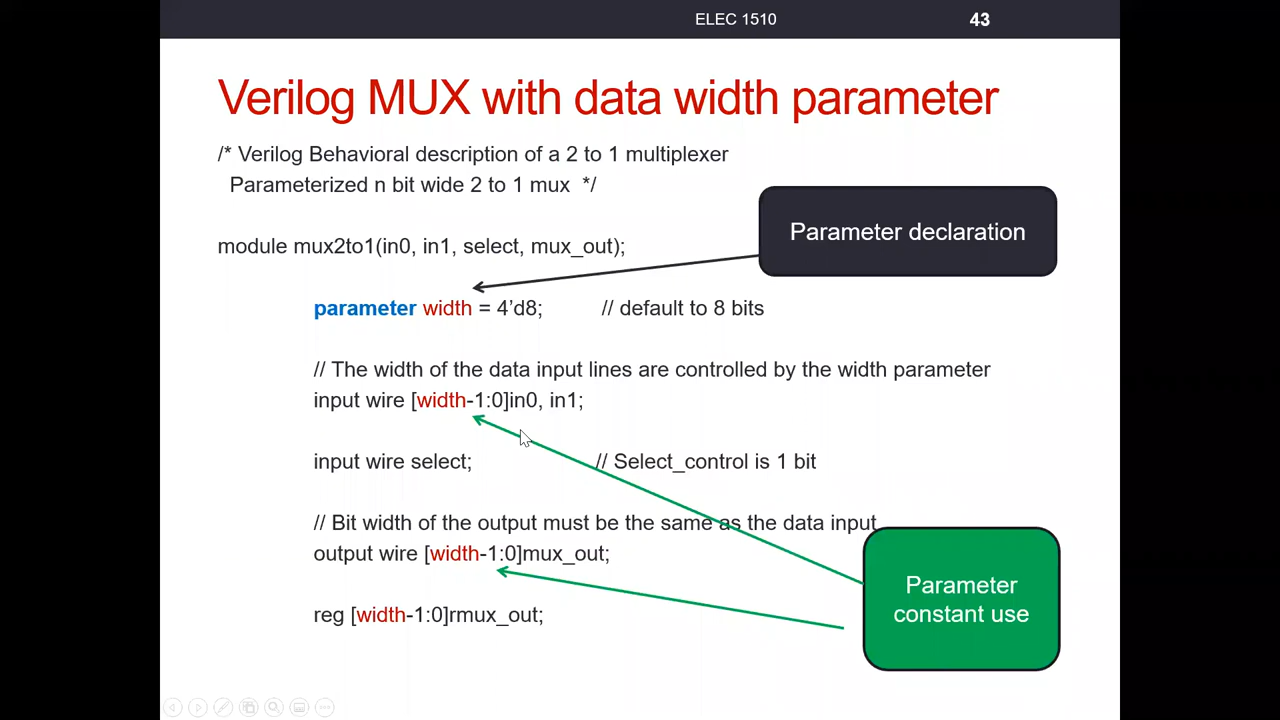 ELEC 1510
43
Verilog MUX with data width parameter
/* Verilog Behavioral description of a 2 to 1 multiplexer
Parameterized n bit wide 2 to 1 mux */
Parameter declaration
module mux2to1(in0, in1, select, mux_out);
parameter width = 4’d8; // default to 8 bits
// The width of the data input lines are controlled by the width parameter
input wire [width-1:0]in0, in1;
input wire select; // Select_control is 1 bit
// Bit width of the output must be the same as the data input
output wire [width-1:0]mux_out;
Parameter
constant use
reg [width-1:0]rmux_out;